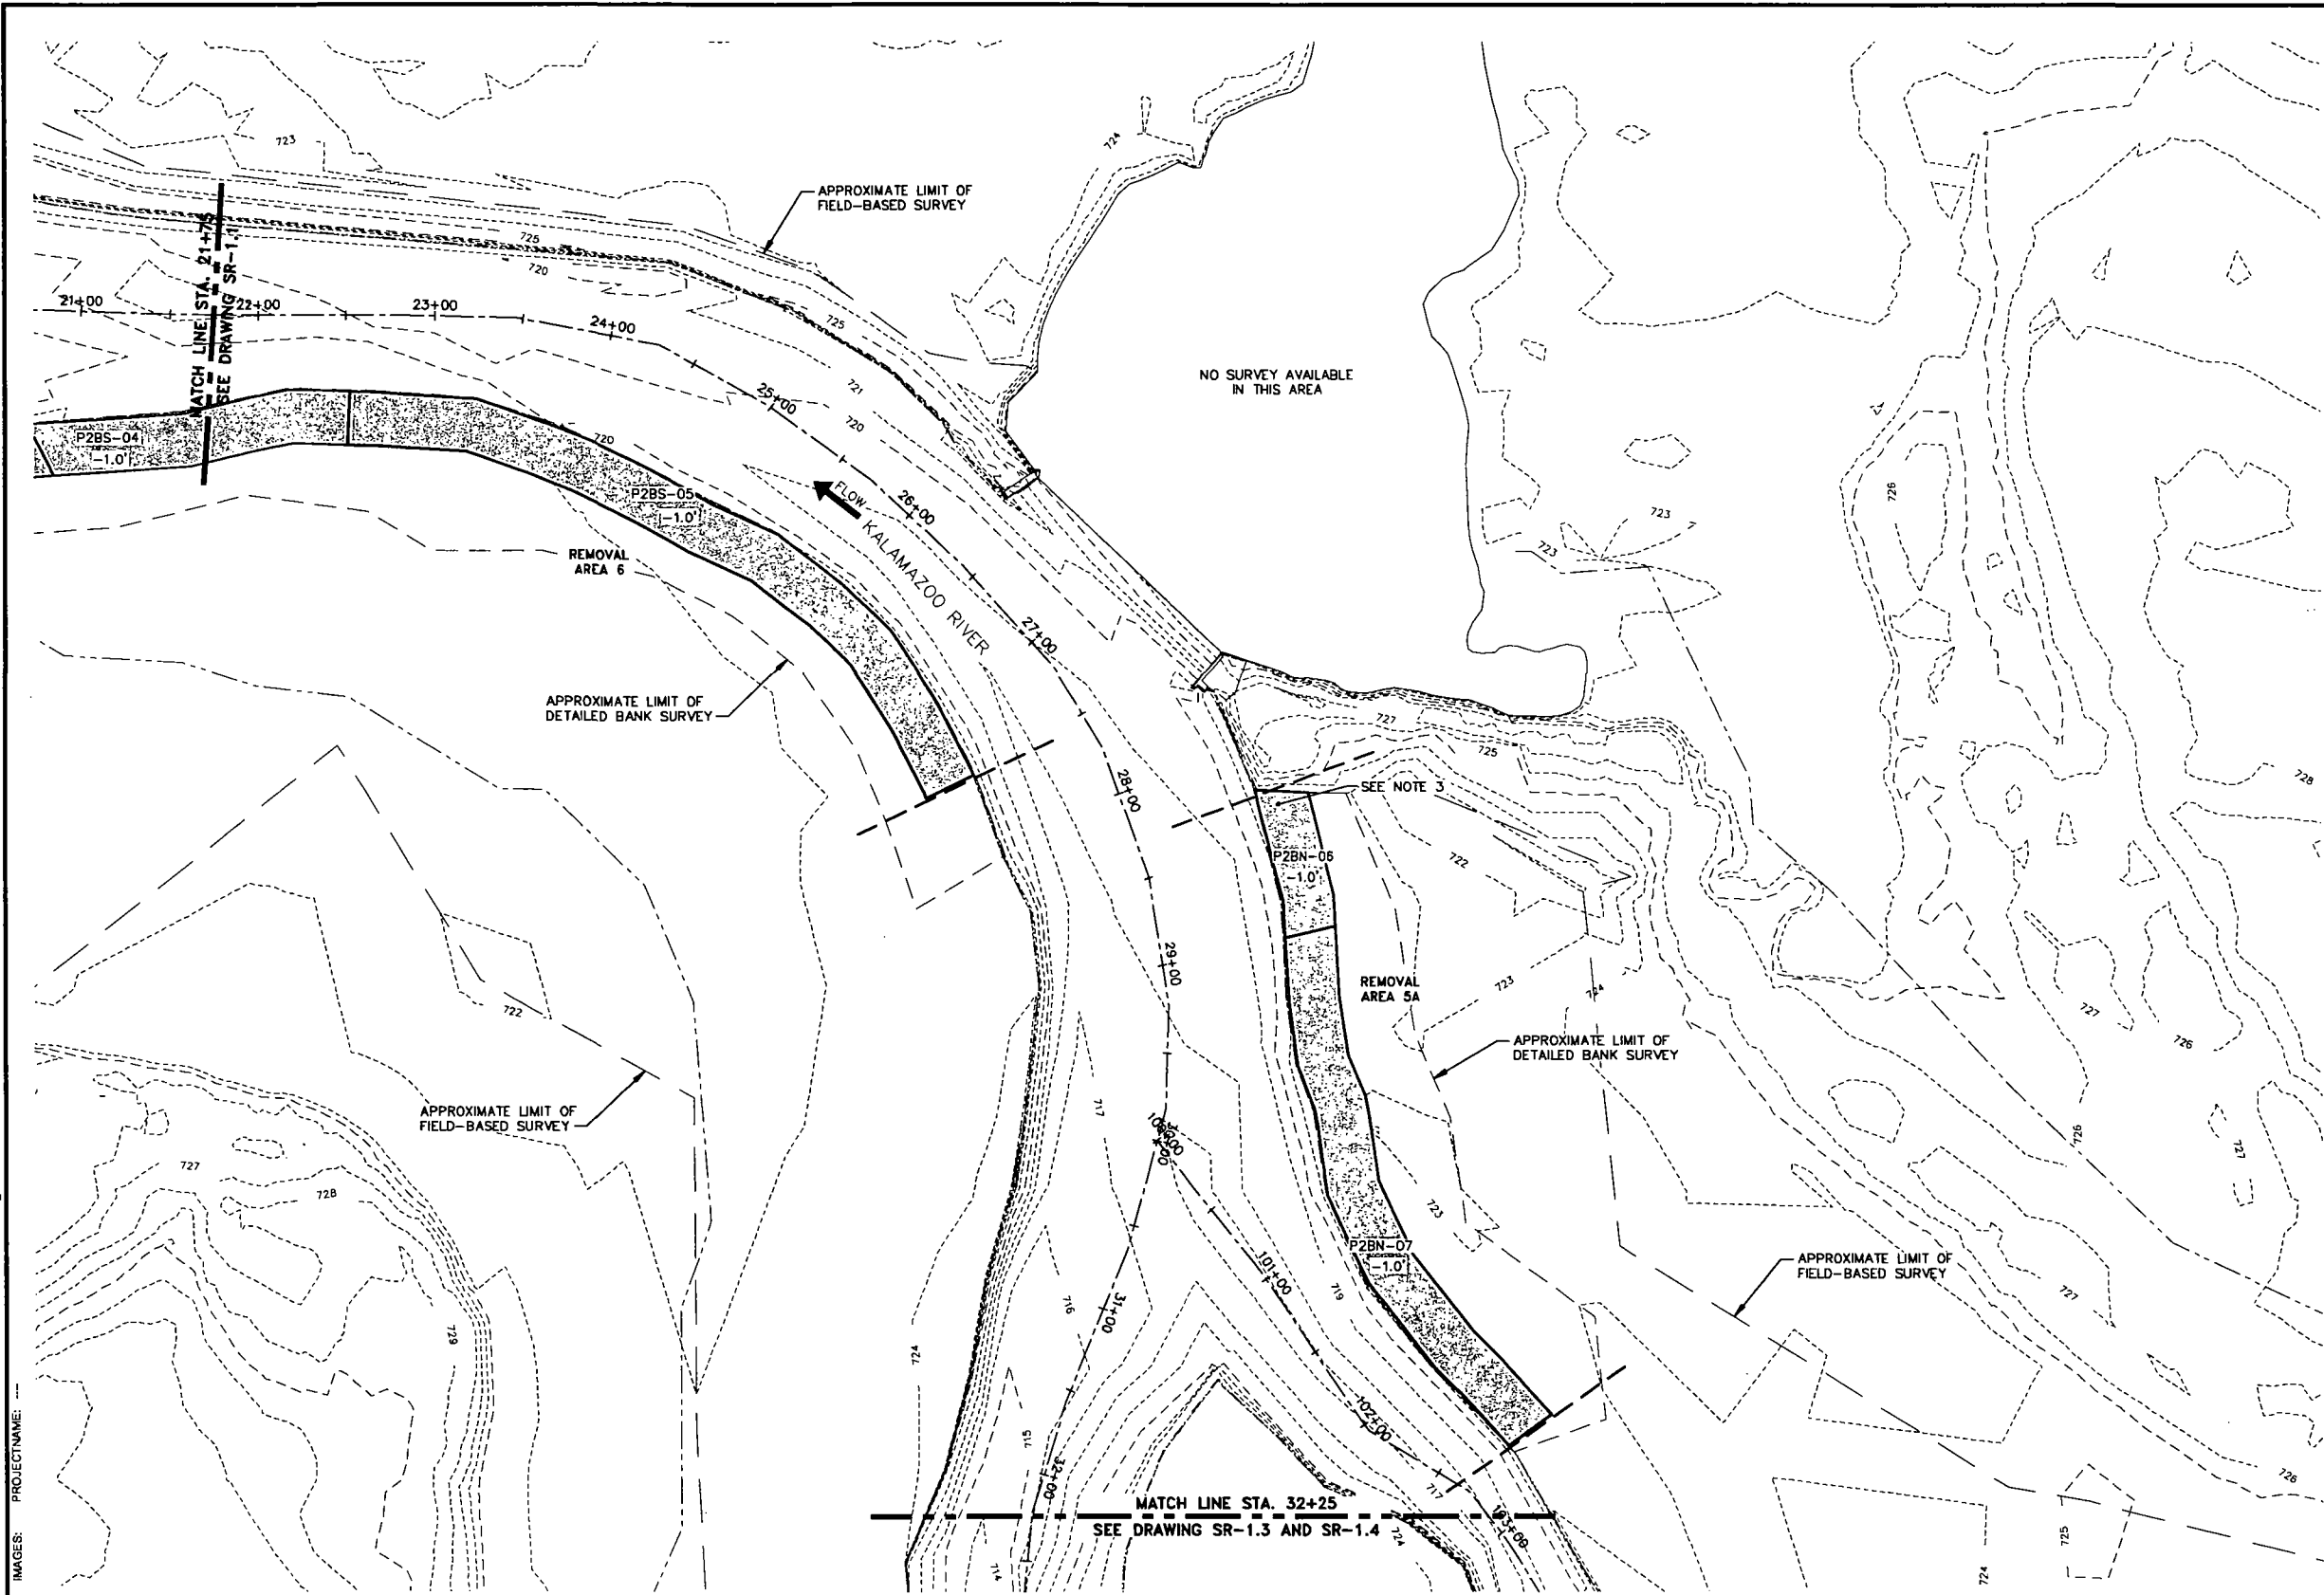 723
724
APPROXIMATE LIMIT OF
FIELD-BASED SURVEY
MATCH LINE STA. 21+75
SEE DRAWING SR-1.1
725
720
21+00
22+00
23+00
24+00
725
721
25+00
720
NO SURVEY AVAILABLE
IN THIS AREA
P2BS-04
-1.0'
720
P2BS-05
-1.0'
FLOW
26+00
KALAMAZOO RIVER
27+00
REMOVAL
AREA 6
726
723
723
APPROXIMATE LIMIT OF
DETAILED BANK SURVEY
727
725
728
28+00
SEE NOTE 3
P2BN-06
-1.0'
722
29+00
REMOVAL
AREA 5A
723
724
722
727
726
APPROXIMATE LIMIT OF
DETAILED BANK SURVEY
APPROXIMATE LIMIT OF
FIELD-BASED SURVEY
717
726
727
727
728
723
P2BN-07
-1.0'
APPROXIMATE LIMIT OF
FIELD-BASED SURVEY
101+00
719
727
716
31+00
729
724
102+00
715
32+00
717
726
MATCH LINE STA. 32+25
SEE DRAWING SR-1.3 AND SR-1.4
103+00
724
725
714
724
IMAGES: PROJECTNAME: ---